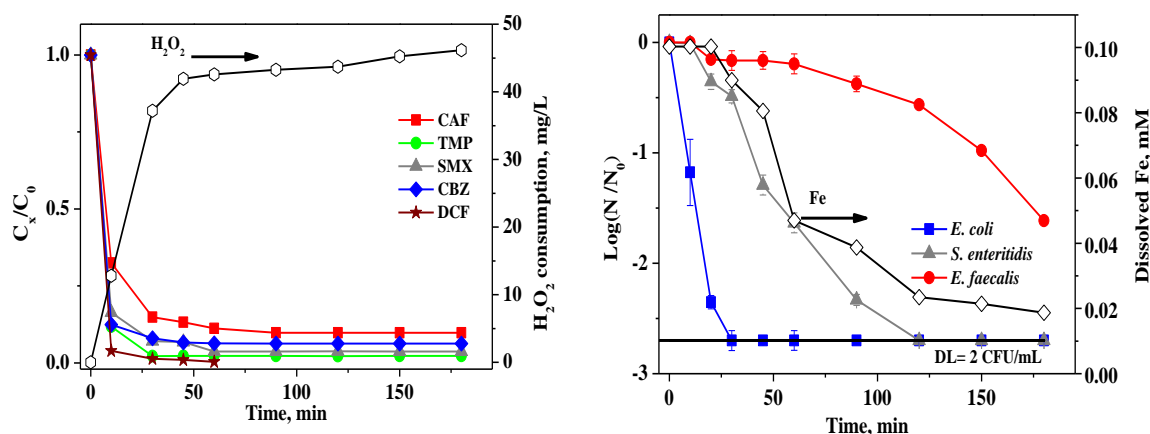 1.0
0.5
0.0
C_x/C_0
H2O2
CAF
TMP
SMX
CBZ
DCF
50
40
30
20
10
0
H2O2 consumption, mg/L
0
50
100
150
Time, min
0
-1
-2
-3
Log(N/N0)
Fe
E. coli
S. enteritidis
E. faecalis
DL= 2 CFU/mL
0.10
0.08
0.06
0.04
0.02
0.00
Dissolved Fe, mM
0
50
100
150
Time, min